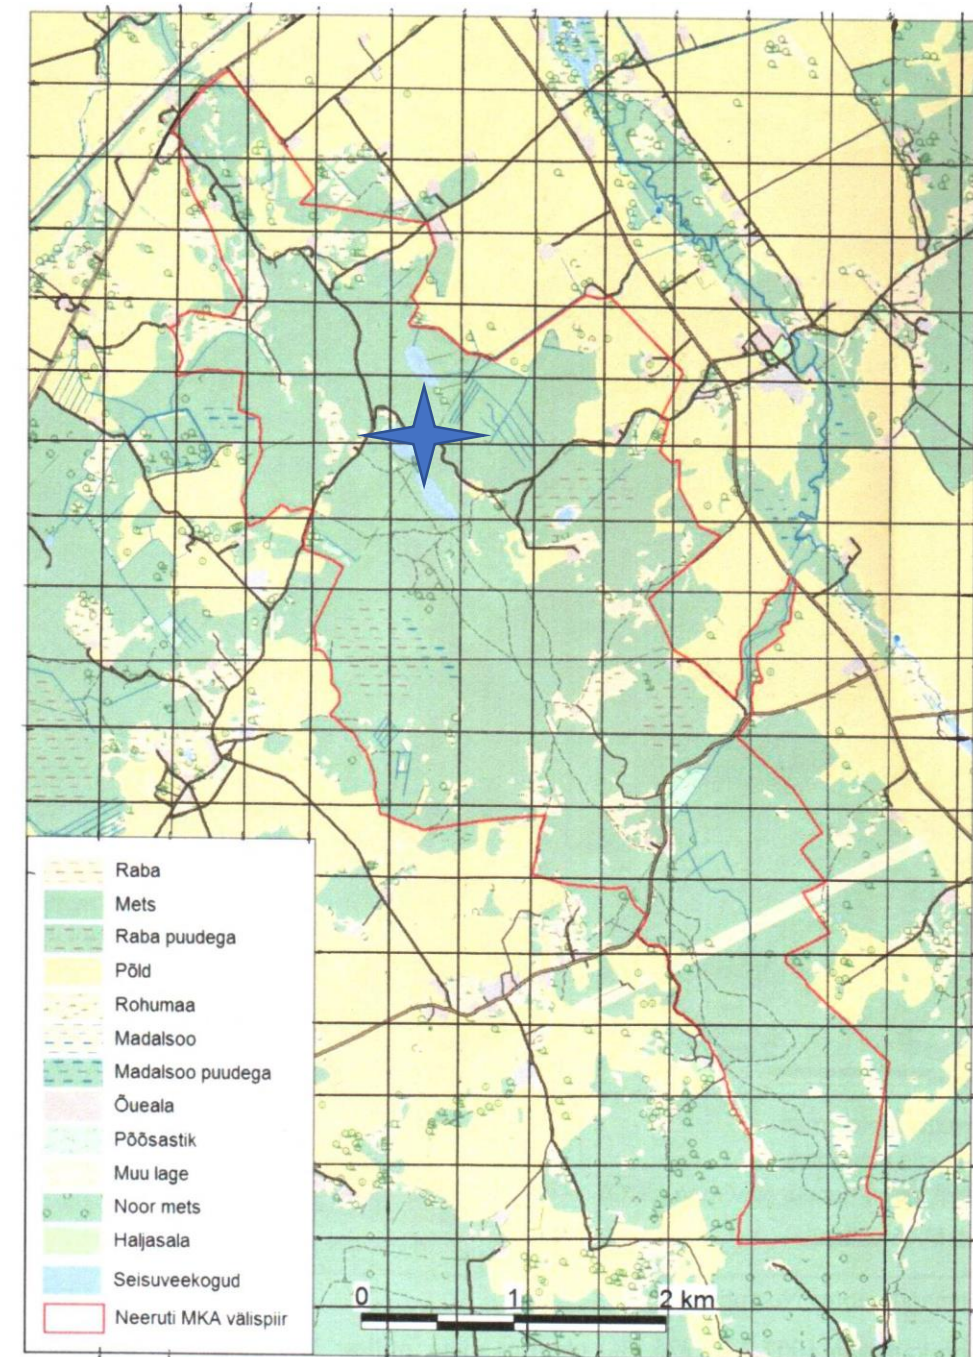 Raba
Mets
Raba puudega
Põld
Rohumaa
Madalsoo
Madalsoo puudega
Õueala
Põõsastik
Muu lage
Noor mets
Haljasala
Seisuveekogud
Neeruti MKA välispiir
0 1 2 km